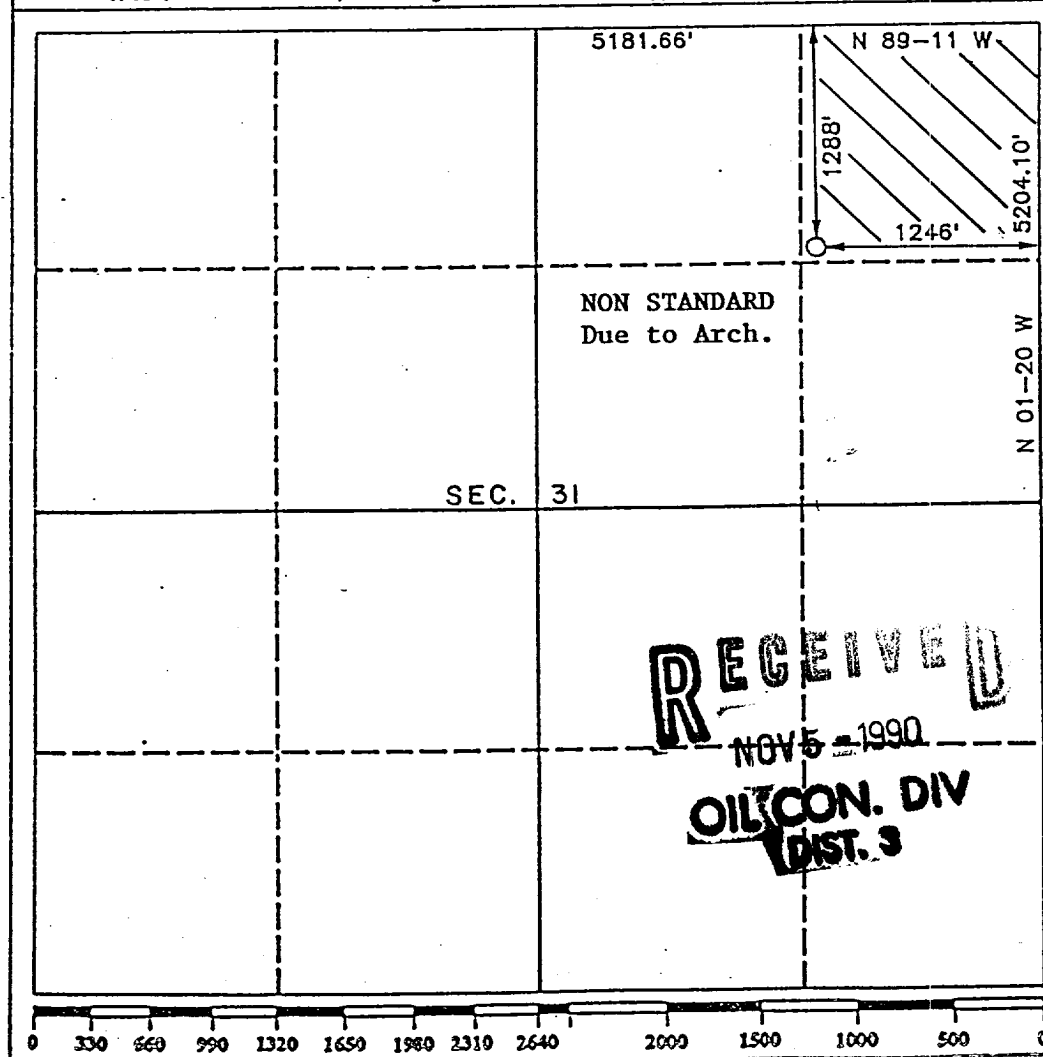 5181.66'
N 89-11 W
1288'
5204.10'
1246'
NON STANDARD
Due to Arch.
N 01-20 W
SEC. 31
RECEIVED
NOV 5 - 1990
OIL CON. DIV
DIST. 3
0 330 660 990 1320 1650 1980 2310 2640 2000 1500 1000 500